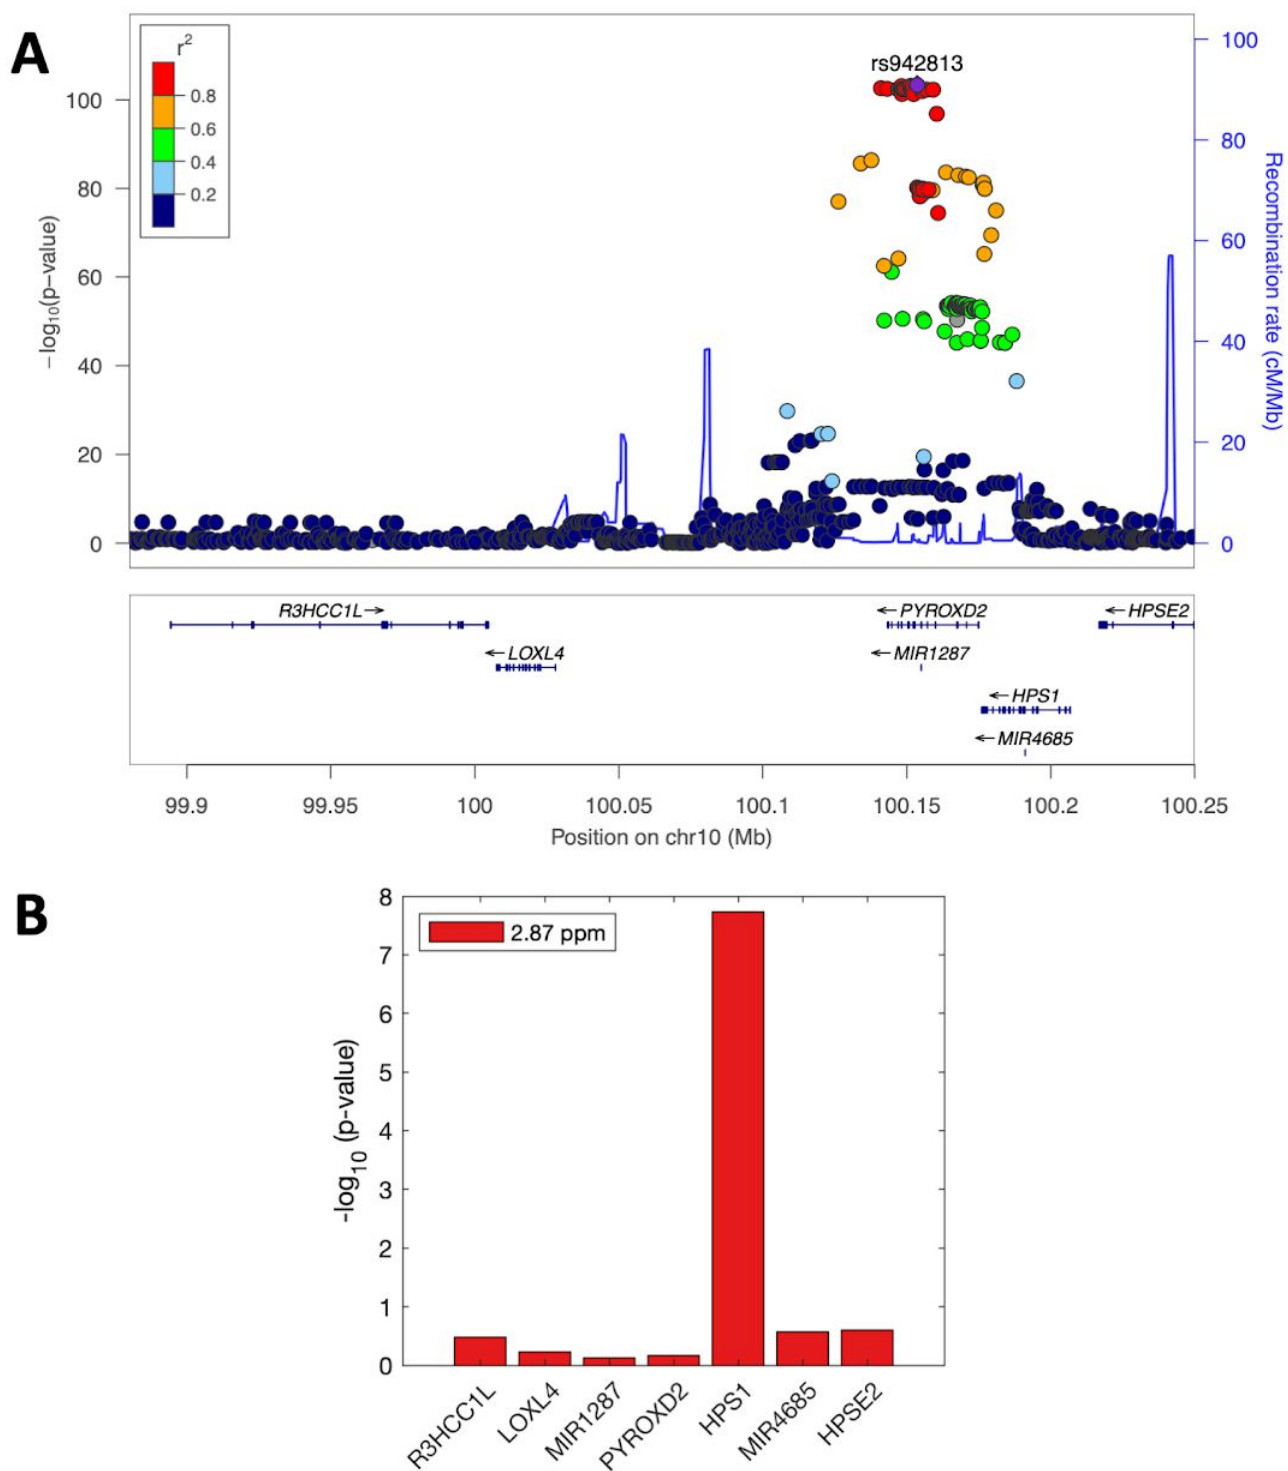 A
r2
0.8
0.6
0.4
0.2
rs942813
100
80
60
40
20
0
−log10(p−value)
100
80
60
40
20
0
Recombination rate (cM/Mb)
R3HCC1L→
←PYROXD2
←HPSE2
←LOXL4
←MIR1287
←HPS1
←MIR4685
99.9 99.95 100 100.05 100.1 100.15 100.2 100.25
Position on chr10 (Mb)
B
8
7
6
5
4
3
2
1
0
-log10 (p-value)
2.87 ppm
R3HCC1L LOXL4 MIR1287 PYROXD2 HPS1 MIR4685 HPSE2